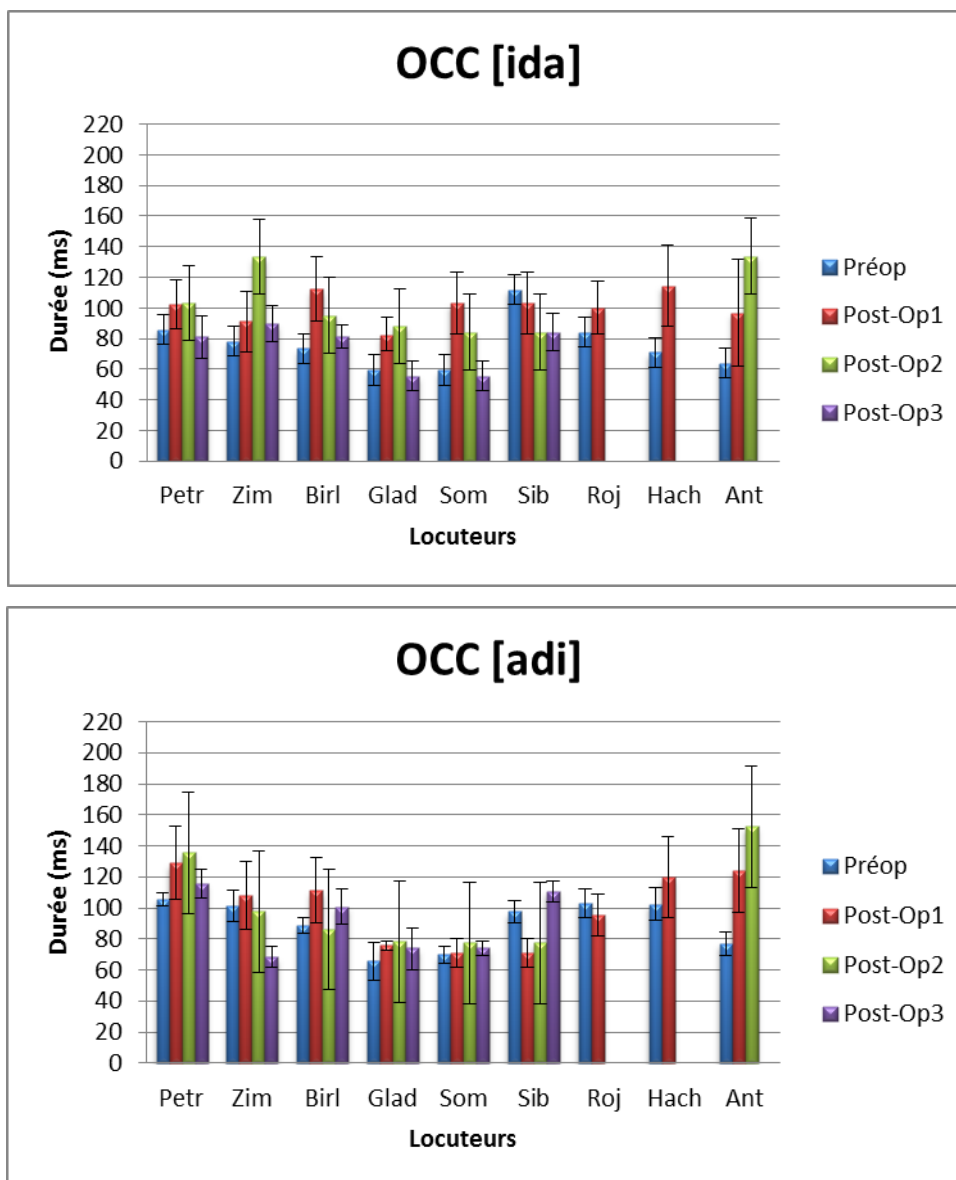 OCC [ida]
220
200
180
160
140
120
100
80
60
40
20
0
Durée (ms)
Petr Zim Birl Glad Som Sib Roj Hach Ant
Locuteurs
Préop
Post-Op1
Post-Op2
Post-Op3
OCC [adi]
220
200
180
160
140
120
100
80
60
40
20
0
Durée (ms)
Petr Zim Birl Glad Som Sib Roj Hach Ant
Locuteurs
Préop
Post-Op1
Post-Op2
Post-Op3